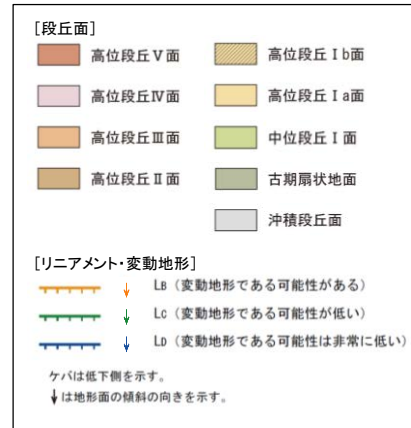 [段丘面]
高位段丘Ⅴ面
高位段丘Ⅰb面
高位段丘Ⅳ面
高位段丘Ⅰa面
高位段丘Ⅲ面
中位段丘Ⅰ面
高位段丘Ⅱ面
古期扇状地面
沖積段丘面
[リニアメント・変動地形]
LB（変動地形である可能性がある）
LC（変動地形である可能性が低い）
LD（変動地形である可能性は非常に低い）
ケバは低下側を示す。
↓は地形面の傾斜の向きを示す。